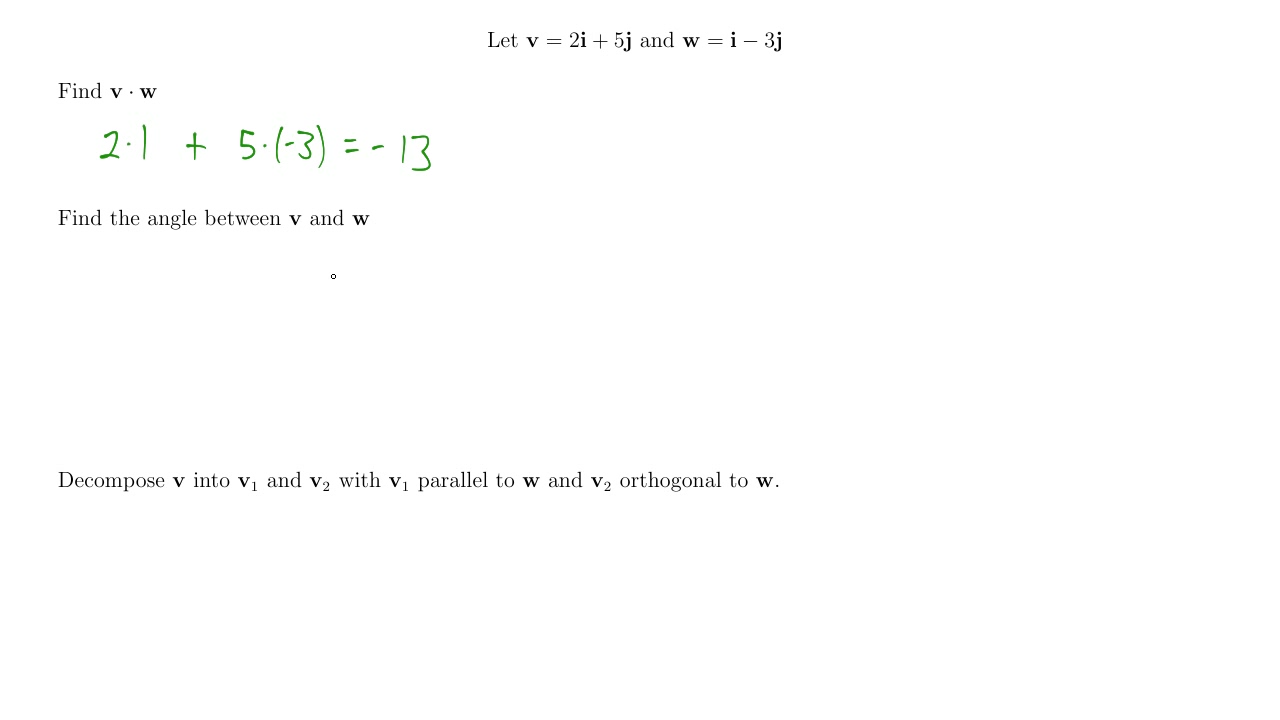 Let v = 2i + 5j and w = i − 3j
Find v · w
2·1 + 5·(-3) = -13
Find the angle between v and w
Decompose v into v₁ and v₂ with v₁ parallel to w and v₂ orthogonal to w.